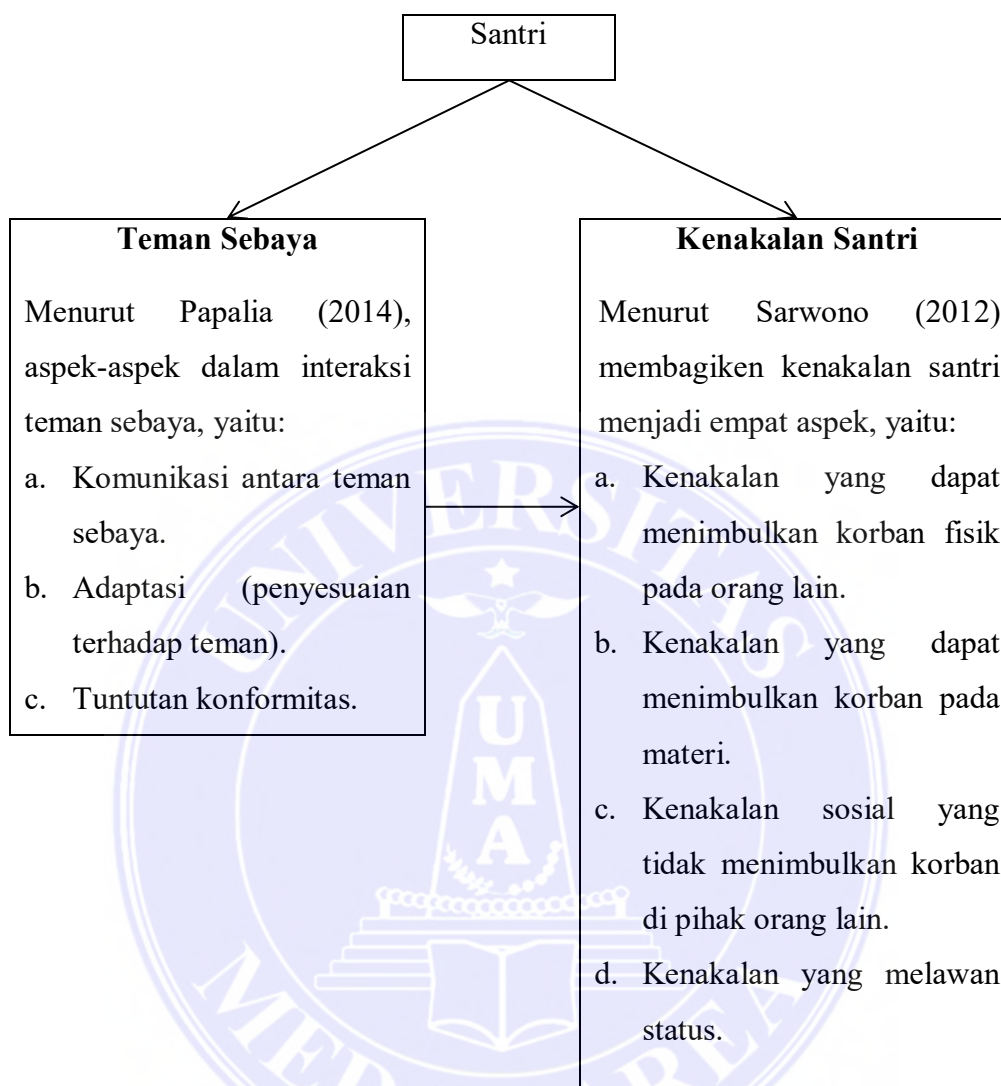 Santri
Teman Sebaya
Menurut Papalia (2014),
aspek-aspek dalam interaksi
teman sebaya, yaitu:
a. Komunikasi antara teman
sebaya.
b. Adaptasi (penyesuaian
terhadap teman).
c. Tuntutan konformitas.
Kenakalan Santri
Menurut Sarwono (2012)
membagiken kenakalan santri
menjadi empat aspek, yaitu:
a. Kenakalan yang dapat
menimbulkan korban fisik
pada orang lain.
b. Kenakalan yang dapat
menimbulkan korban pada
materi.
c. Kenakalan sosial yang
tidak menimbulkan korban
di pihak orang lain.
d. Kenakalan yang melawan
status.
UNIVERSITAS
UMA